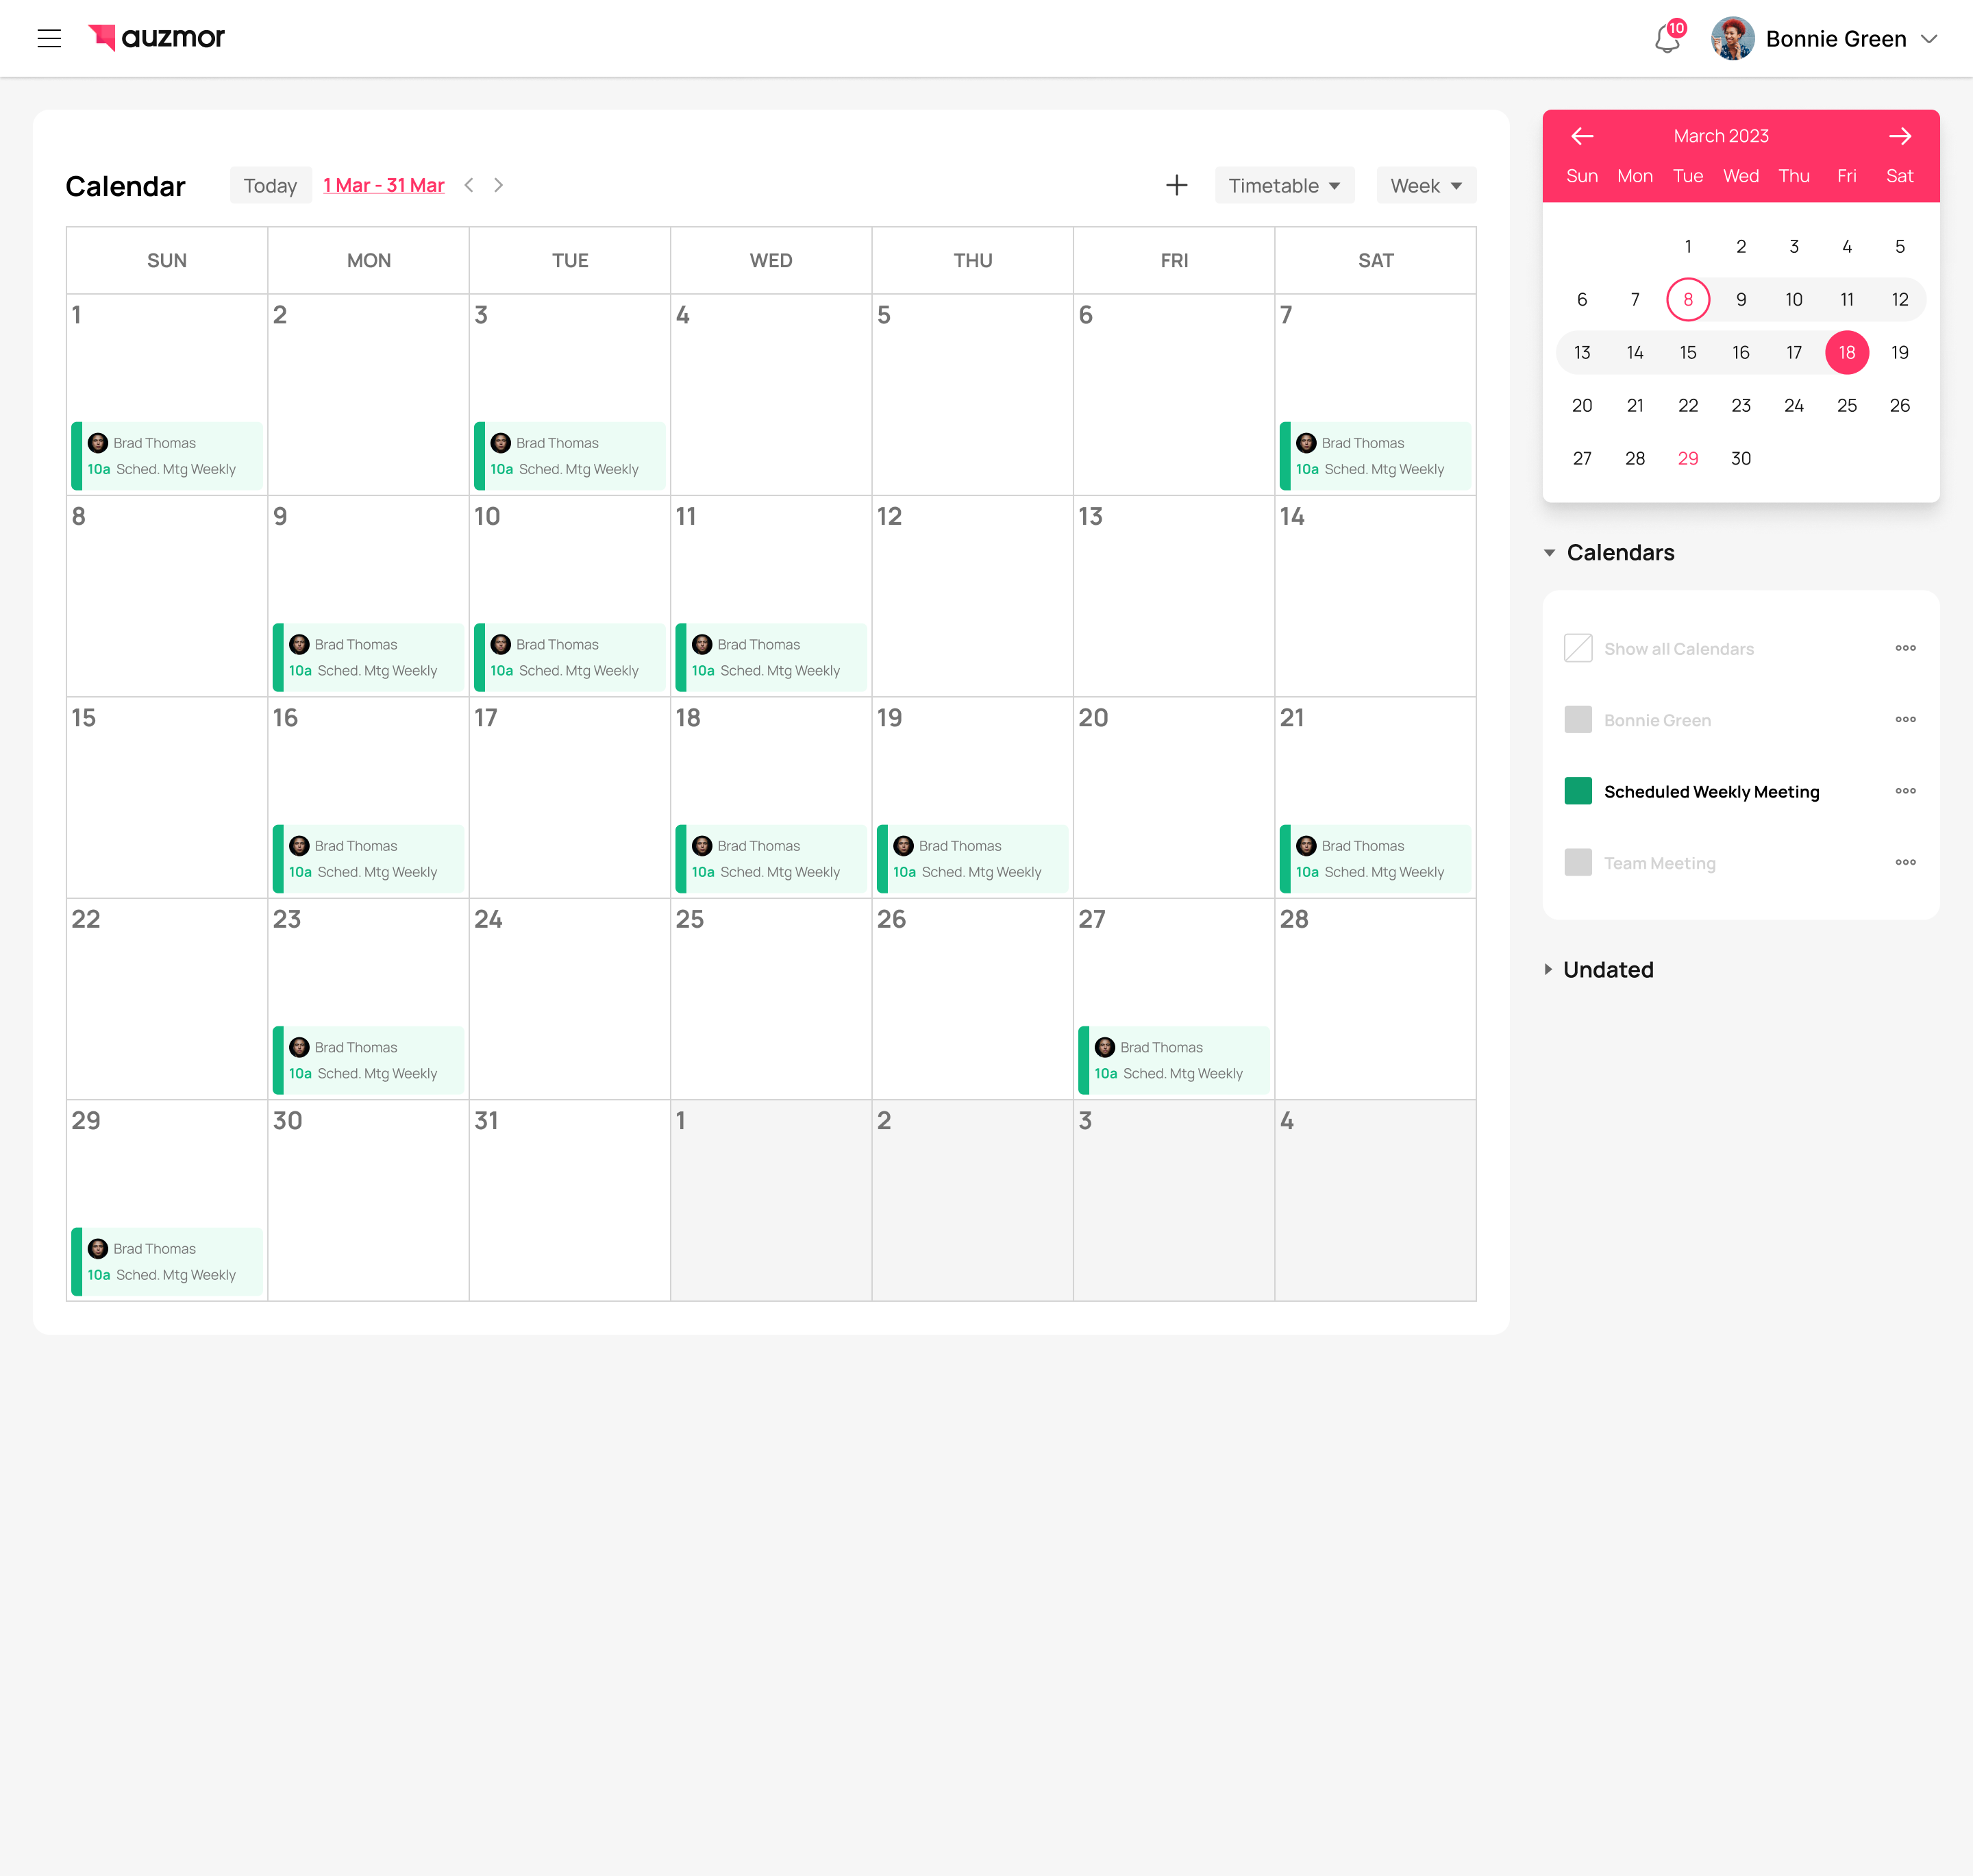 auzmor
10
Bonnie Green
Calendar
Today
1 Mar - 31 Mar
Timetable
Week
SUN MON TUE WED THU FRI SAT
1 2 3 4 5 6 7
Brad Thomas Brad Thomas Brad Thomas
10a Sched. Mtg Weekly 10a Sched. Mtg Weekly 10a Sched. Mtg Weekly
8 9 10 11 12 13 14
Brad Thomas Brad Thomas Brad Thomas
10a Sched. Mtg Weekly 10a Sched. Mtg Weekly 10a Sched. Mtg Weekly
15 16 17 18 19 20 21
Brad Thomas Brad Thomas Brad Thomas Brad Thomas
10a Sched. Mtg Weekly 10a Sched. Mtg Weekly 10a Sched. Mtg Weekly 10a Sched. Mtg Weekly
22 23 24 25 26 27 28
Brad Thomas Brad Thomas
10a Sched. Mtg Weekly 10a Sched. Mtg Weekly
29 30 31 1 2 3 4
Brad Thomas
10a Sched. Mtg Weekly
March 2023
Sun Mon Tue Wed Thu Fri Sat
1 2 3 4 5
6 7 8 9 10 11 12
13 14 15 16 17 18 19
20 21 22 23 24 25 26
27 28 29 30
Calendars
Show all Calendars
Bonnie Green
Scheduled Weekly Meeting
Team Meeting
Undated